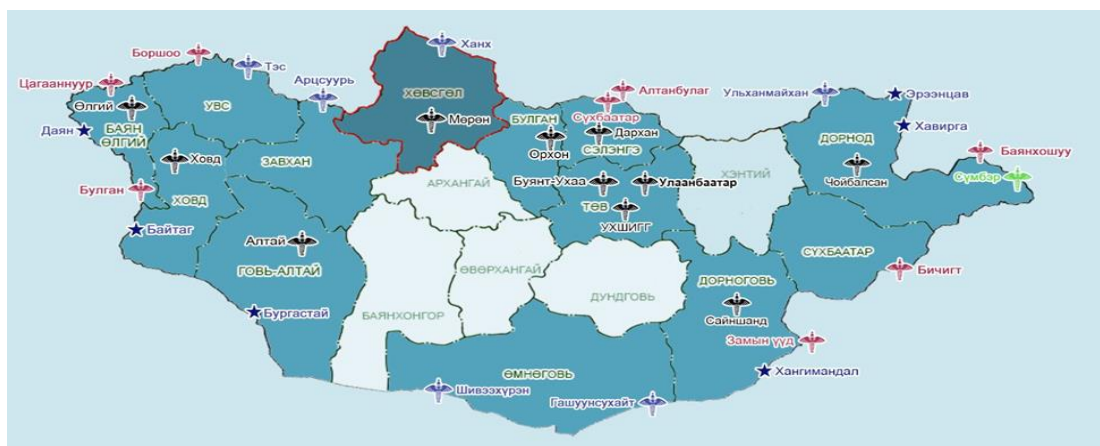 Ханх
Боршоо
Тэс
Цагааннуур
Арцсуурь
Өлгий
УВС
ХӨВСГӨЛ
Алтанбулаг
Ульханмайхан
Эрээнцав
Сүхбаатар
Мөрөн
БУЛГАН
Дархан
Хавирга
Даян
БАЯН
ӨЛГИЙ
Орхон
СЭЛЭНГЭ
ДОРНОД
Баянхошуу
Ховд
ЗАВХАН
Чойбалсан
Сүмбэр
Булган
АРХАНГАЙ
Буянт-Ухаа
Улаанбаатар
ХЭНТИЙ
ХОВД
ТӨВ
УХШИГГ
Байтаг
Алтай
ГОВЬ-АЛТАЙ
ӨВӨРХАНГАЙ
СҮХБААТАР
Бичигт
ДОРНОГОВЬ
ДУНДГОВЬ
Бургастай
БАЯНХОНГОР
Сайншанд
Замын үүд
ӨМНӨГОВЬ
Хангимандал
Шивээхүрэн
Гашуунсухайт